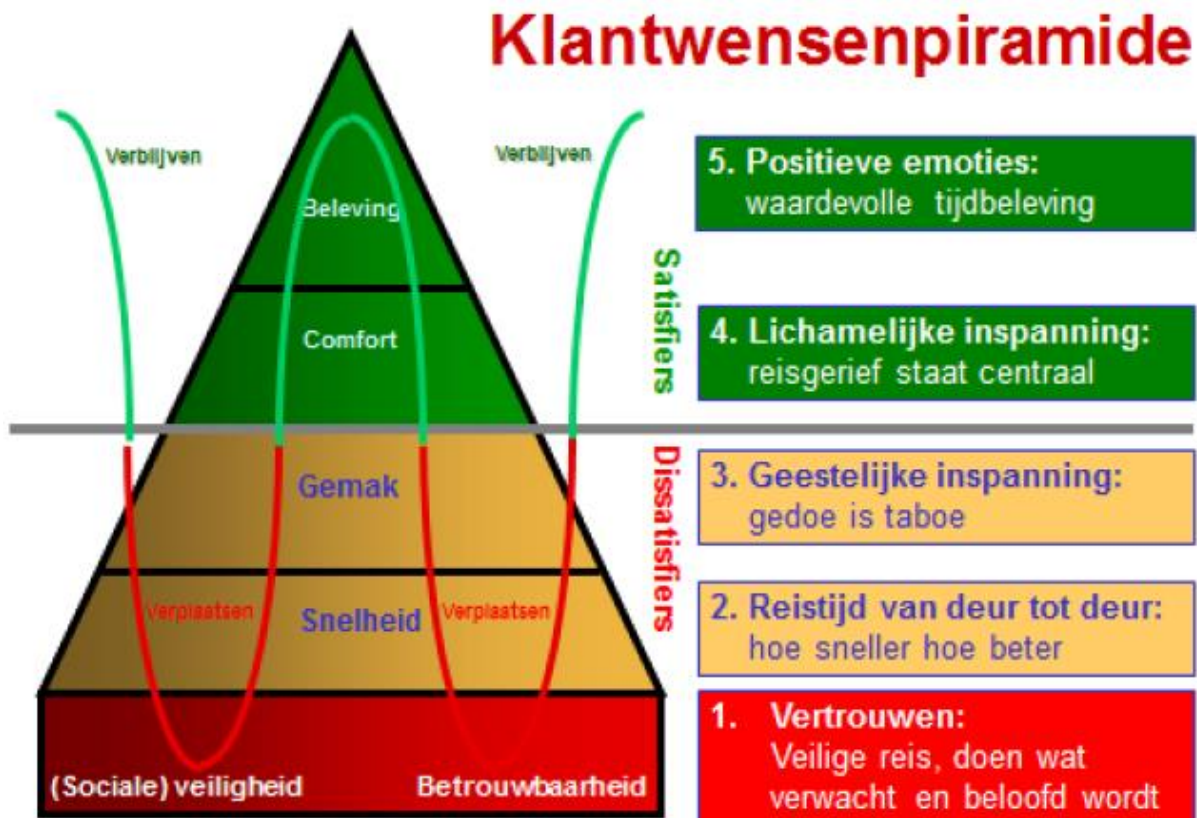 Klantwensenpiramide
Verblijven
Verblijven
Beleving
Comfort
Gemak
Verplaatsen
Snelheid
Verplaatsen
(Sociale) veiligheid
Betrouwbaarheid
Satisfiers
Dissatisfiers
5. Positieve emoties:
waardevolle tijdbeleving
4. Lichamelijke inspanning:
reisgerief staat centraal
3. Geestelijke inspanning:
gedoe is taboe
2. Reistijd van deur tot deur:
hoe sneller hoe beter
1. Vertrouwen:
Veilige reis, doen wat
verwacht en beloofd wordt